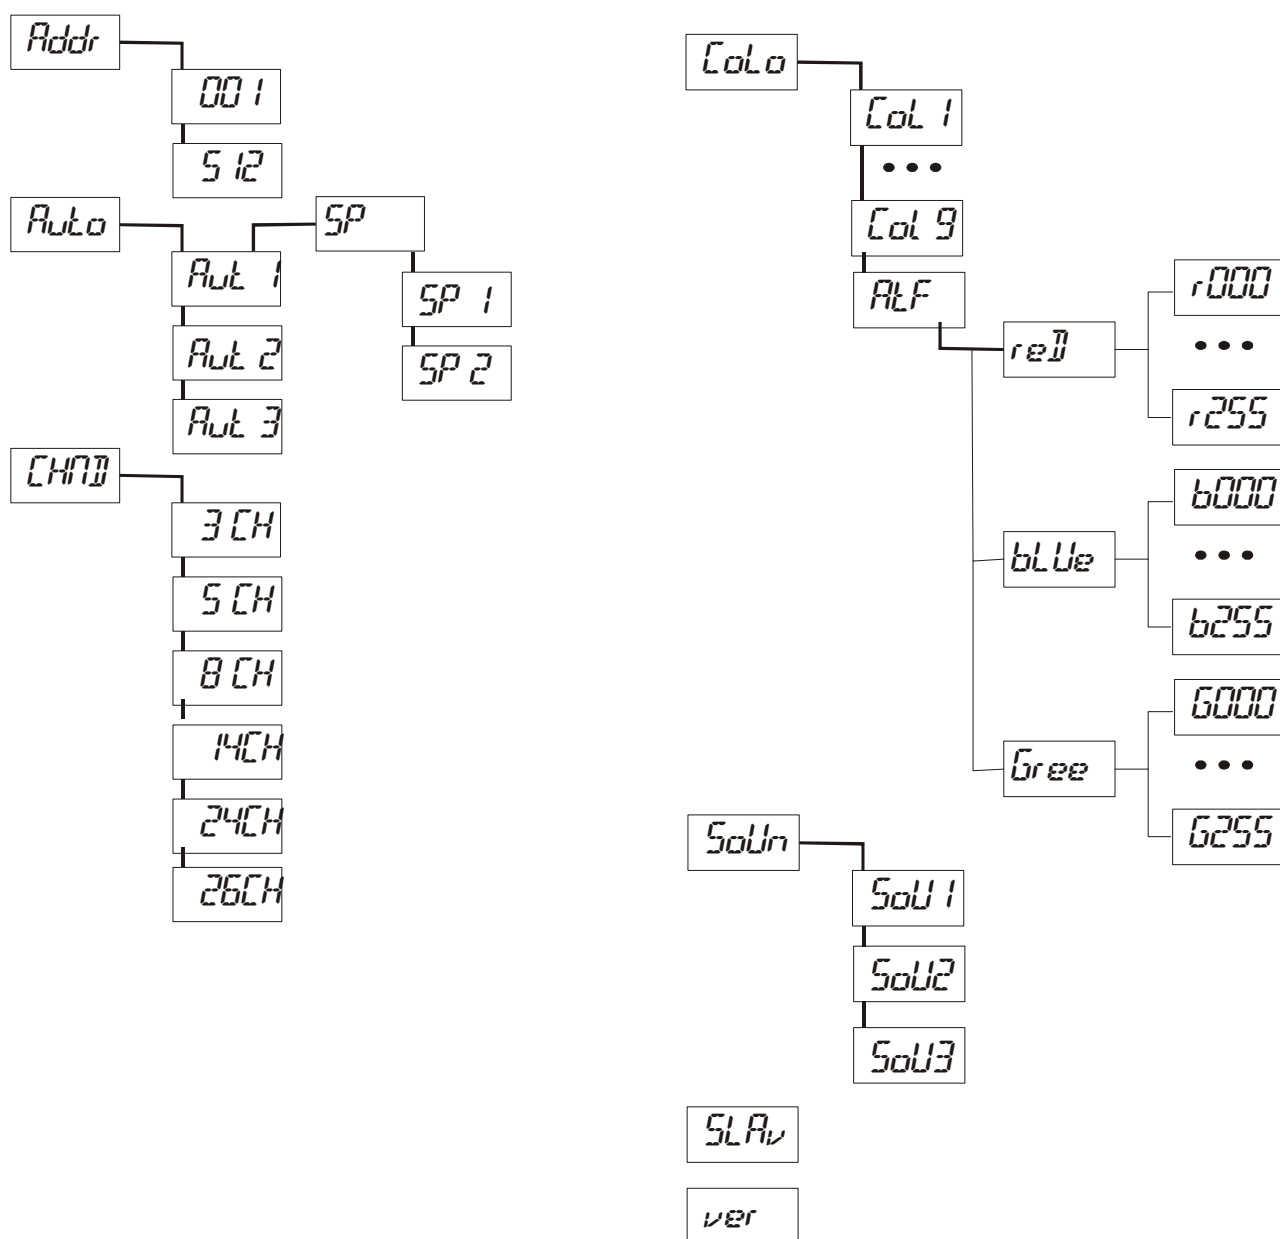 Addr
001
512
Auto
Aut 1
Aut 2
Aut 3
SP
SP 1
SP 2
CHMD
3 CH
5 CH
8 CH
14CH
24CH
26CH
CoLo
CoL 1
• • •
CoL 9
AtF
reD
r000
• • •
r255
bLUe
b000
• • •
b255
Gree
G000
• • •
G255
SoUn
SoU1
SoU2
SoU3
SLAv
ver